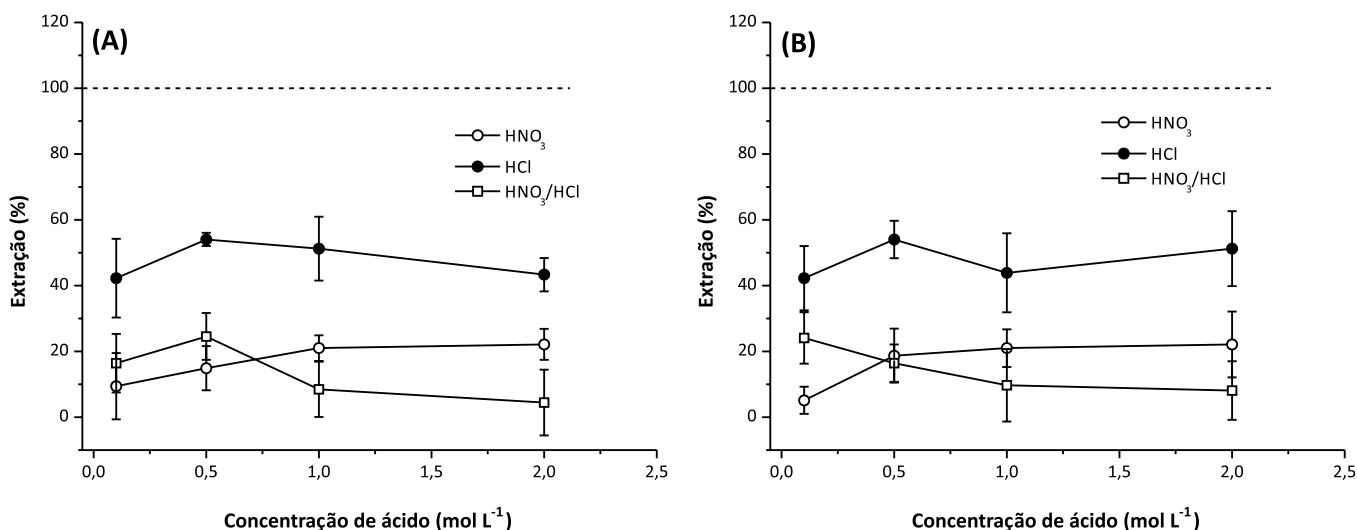 (A)
120
100
80
60
40
20
0
Extração (%)
HNO₃
HCl
HNO₃/HCl
0,0 0,5 1,0 1,5 2,0 2,5
Concentração de ácido (mol L⁻¹)
(B)
120
100
80
60
40
20
0
Extração (%)
HNO₃
HCl
HNO₃/HCl
0,0 0,5 1,0 1,5 2,0 2,5
Concentração de ácido (mol L⁻¹)